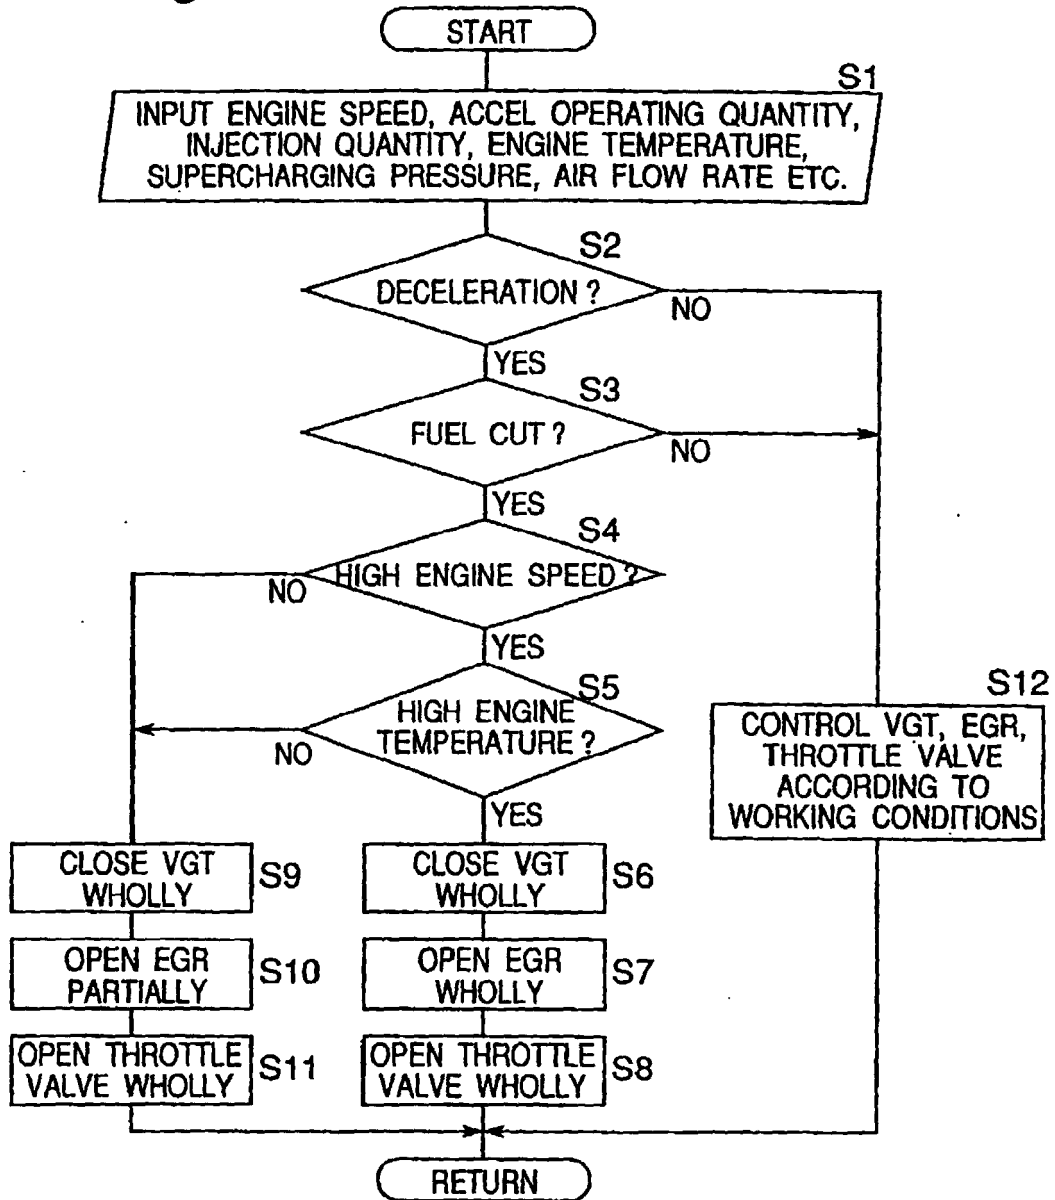 START
S1
INPUT ENGINE SPEED, ACCEL OPERATING QUANTITY,
INJECTION QUANTITY, ENGINE TEMPERATURE,
SUPERCHARGING PRESSURE, AIR FLOW RATE ETC.
S2
DECELERATION ?
NO
YES
S3
FUEL CUT ?
NO
YES
S4
HIGH ENGINE SPEED ?
NO
YES
S5
HIGH ENGINE
TEMPERATURE ?
NO
YES
S12
CONTROL VGT, EGR,
THROTTLE VALVE
ACCORDING TO
WORKING CONDITIONS
CLOSE VGT
WHOLLY
S9
CLOSE VGT
WHOLLY
S6
OPEN EGR
PARTIALLY
S10
OPEN EGR
WHOLLY
S7
OPEN THROTTLE
VALVE WHOLLY
S11
OPEN THROTTLE
VALVE WHOLLY
S8
RETURN